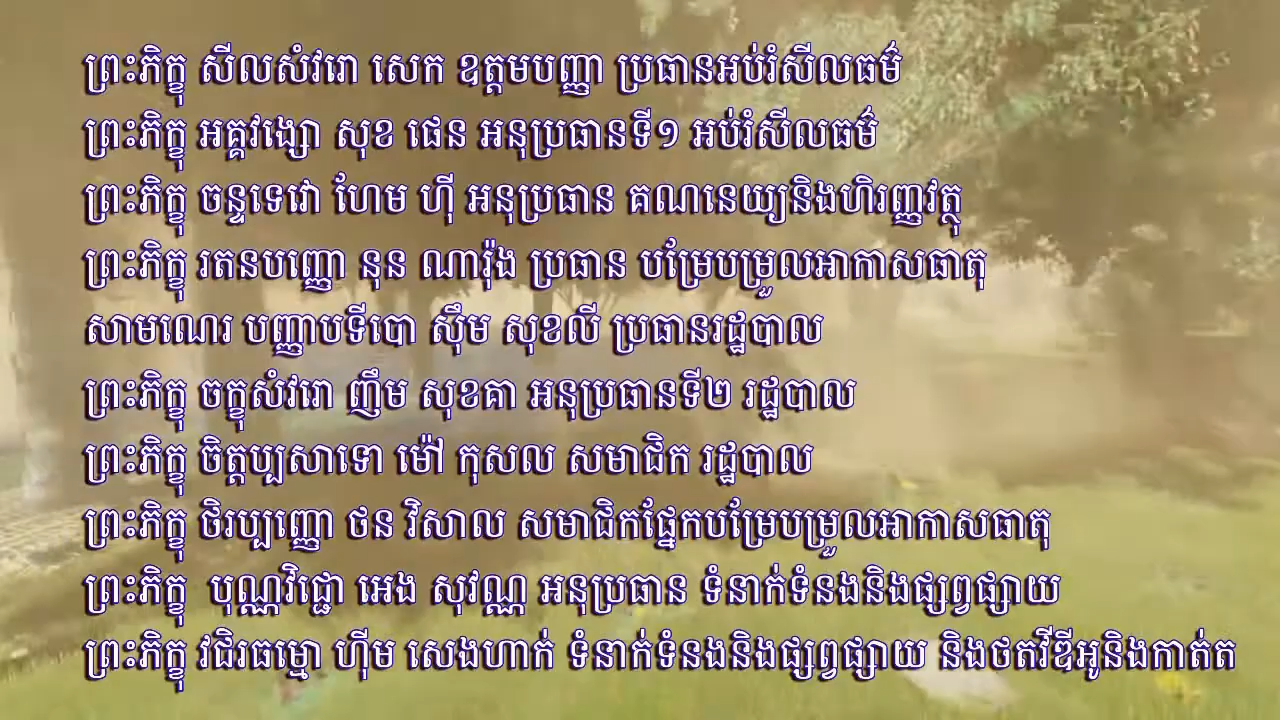 ព្រះភិក្ខុ សីលសំវរោ សេក ឧត្តមបញ្ញា ប្រធានអប់រំសីលធម៌
ព្រះភិក្ខុ អគ្គវង្សោ សុខ ផេន អនុប្រធានទី១ អប់រំសីលធម៌
ព្រះភិក្ខុ ចន្ទទេវោ ហែម ហ៊ី អនុប្រធាន គណនេយ្យនិងហិរញ្ញវត្ថុ
ព្រះភិក្ខុ រតនបញ្ញោ នុន ណារ៉ុង ប្រធាន បម្រែបម្រួលអាកាសធាតុ
សាមណេរ បញ្ញាបទីបោ ស៊ឹម សុខលី ប្រធានរដ្ឋបាល
ព្រះភិក្ខុ ចក្ខុសំវរោ ញឹម សុខគា អនុប្រធានទី២ រដ្ឋបាល
ព្រះភិក្ខុ ចិត្តប្បសាទោ ម៉ៅ កុសល សមាជិក រដ្ឋបាល
ព្រះភិក្ខុ ថិរប្បញ្ញោ ថន វិសាល សមាជិកផ្នែកបម្រែបម្រួលអាកាសធាតុ
ព្រះភិក្ខុ បុណ្ណវិជ្ជោ អេង សុវណ្ណ អនុប្រធាន ទំនាក់ទំនងនិងផ្សព្វផ្សាយ
ព្រះភិក្ខុ វជិរធម្មោ ហ៊ីម សេងហាក់ ទំនាក់ទំនងនិងផ្សព្វផ្សាយ និងថតវីឌីអូនិងកាត់ត